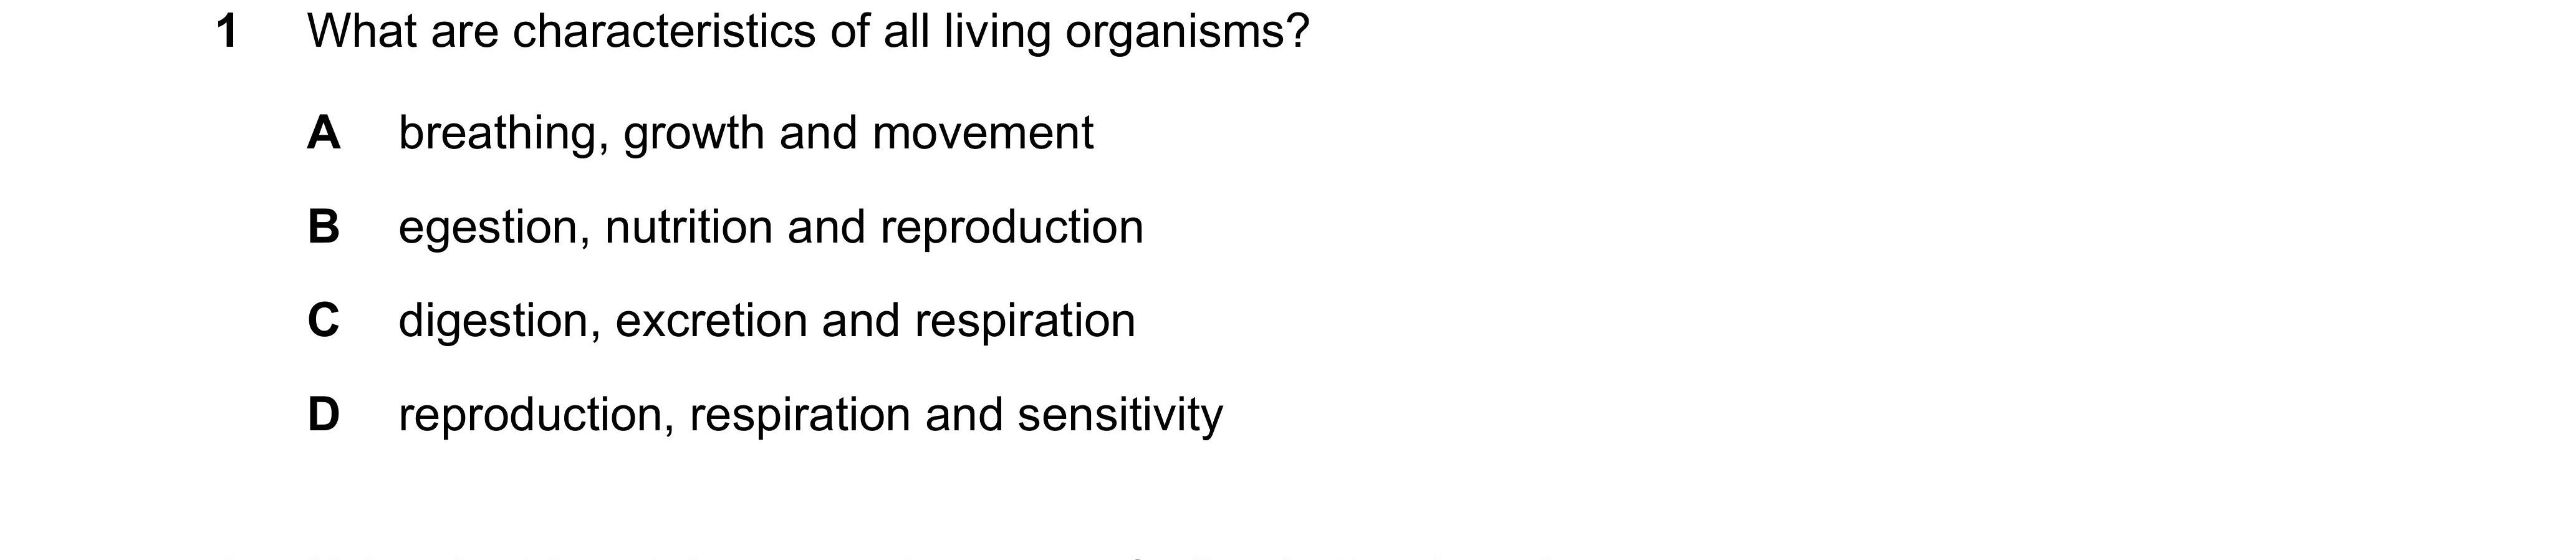 1 What are characteristics of all living organisms?
A breathing, growth and movement
B egestion, nutrition and reproduction
C digestion, excretion and respiration
D reproduction, respiration and sensitivity